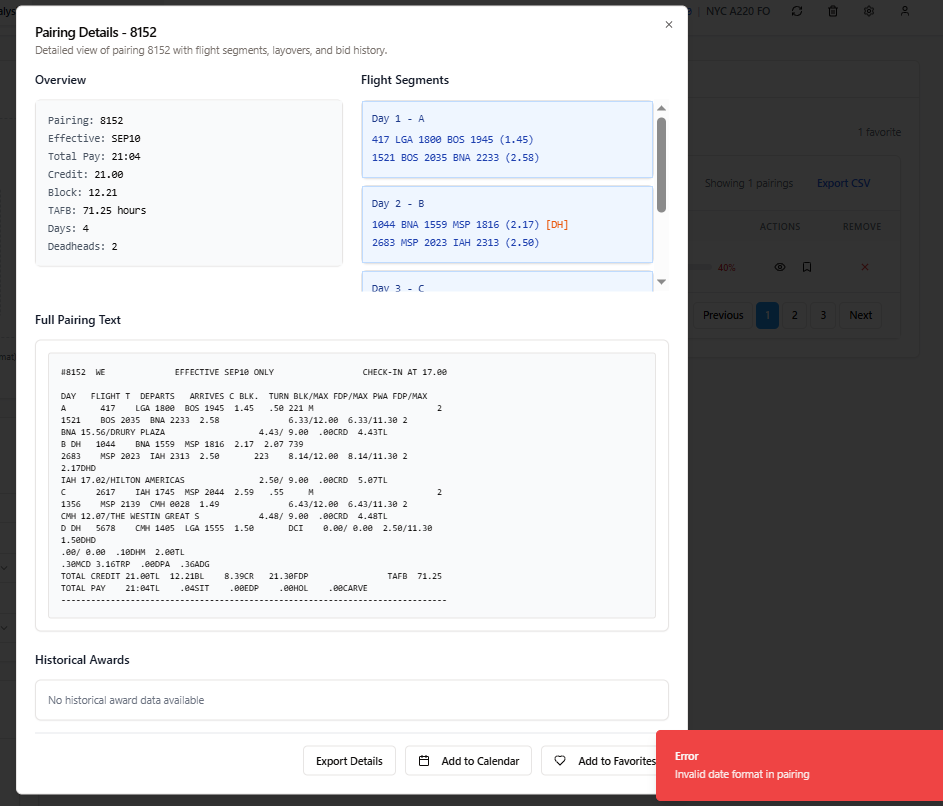 Pairing Details - 8152
Detailed view of pairing 8152 with flight segments, layovers, and bid history.
Overview
Pairing: 8152
Effective: SEP10
Total Pay: 21:04
Credit: 21.00
Block: 12.21
TAFB: 71.25 hours
Days: 4
Deadheads: 2
Flight Segments
Day 1 - A
417 LGA 1800 BOS 1945 (1.45)
1521 BOS 2035 BNA 2233 (2.58)
Day 2 - B
1044 BNA 1559 MSP 1816 (2.17) [DH]
2683 MSP 2023 IAH 2313 (2.50)
Day 3 - C
Full Pairing Text
#8152 WE EFFECTIVE SEP10 ONLY CHECK-IN AT 17.00
DAY FLIGHT T DEPARTS ARRIVES C BLK. TURN BLK/MAX FDP/MAX PWA FDP/MAX
A 417 LGA 1800 BOS 1945 1.45 .50 221 M 2
1521 BOS 2035 BNA 2233 2.58 6.33/12.00 6.33/11.30 2
BNA 15.56/DRURY PLAZA 4.43/ 9.00 .00CRD 4.43TL
B DH 1044 BNA 1559 MSP 1816 2.17 2.07 739
2683 MSP 2023 IAH 2313 2.50 223 8.14/12.00 8.14/11.30 2
2.17DHD
IAH 17.02/HILTON AMERICAS 2.50/ 9.00 .00CRD 5.07TL
C 2617 IAH 1745 MSP 2044 2.59 .55 M 2
1356 MSP 2139 CMH 0028 1.49 6.43/12.00 6.43/11.30 2
CMH 12.07/THE WESTIN GREAT S 4.48/ 9.00 .00CRD 4.48TL
D DH 5678 CMH 1405 LGA 1555 1.50 DCI 0.00/ 0.00 2.50/11.30
1.50DHD
.00/ 0.00 .10DHM 2.00TL
.30MCD 3.16TRP .00DPA .36ADG
TOTAL CREDIT 21.00TL 12.21BL 8.39CR 21.30FDP TAFB 71.25
TOTAL PAY 21:04TL .04SIT .00EDP .00HOL .00CARVE
------------------------------------------------------------------------------
Historical Awards
No historical award data available
Export Details
Add to Calendar
Add to Favorites
NYC A220 FO
1 favorite
Showing 1 pairings
Export CSV
ACTIONS
REMOVE
40%
Previous
1
2
3
Next
Error
Invalid date format in pairing